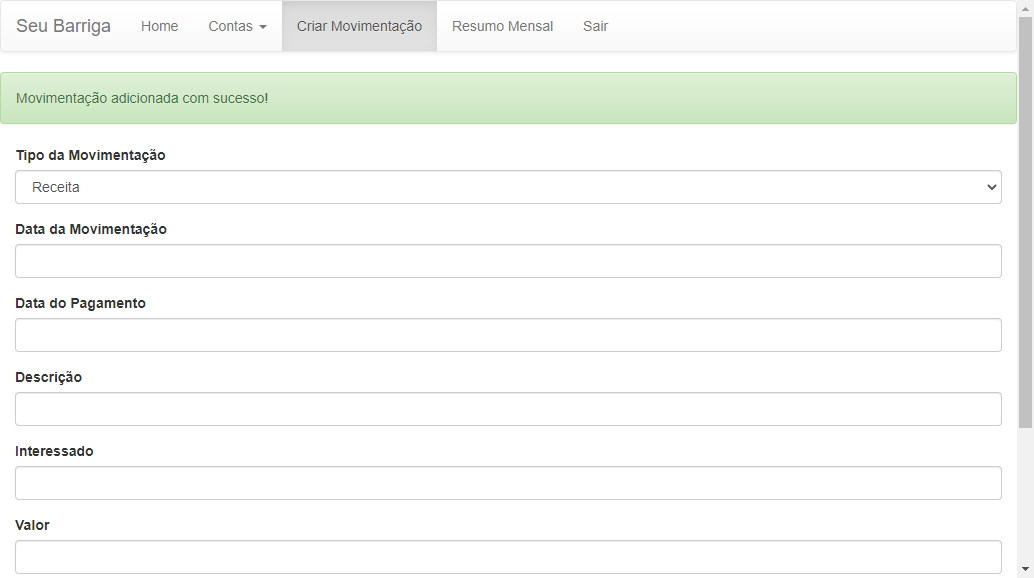 Seu Barriga Home Contas Criar Movimentação Resumo Mensal Sair
Movimentação adicionada com sucesso!
Tipo da Movimentação
Receita
Data da Movimentação
Data do Pagamento
Descrição
Interessado
Valor